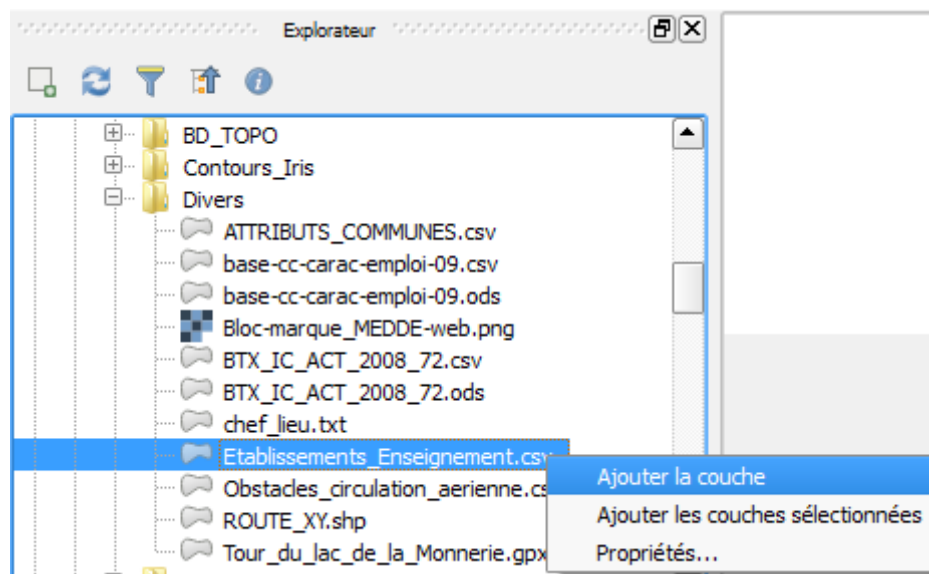 Explorateur
BD_TOPO
Contours_Iris
Divers
ATTRIBUTS_COMMUNES.csv
base-cc-carac-emploi-09.csv
base-cc-carac-emploi-09.ods
Bloc-marque_MEDDE-web.png
BTX_IC_ACT_2008_72.csv
BTX_IC_ACT_2008_72.ods
chef_lieu.txt
Etablissements_Enseignement.csv
Ajouter la couche
Obstacles_circulation_aerienne.cs
Ajouter les couches sélectionnées
ROUTE_XY.shp
Propriétés...
Tour_du_lac_de_la_Monnerie.gpx